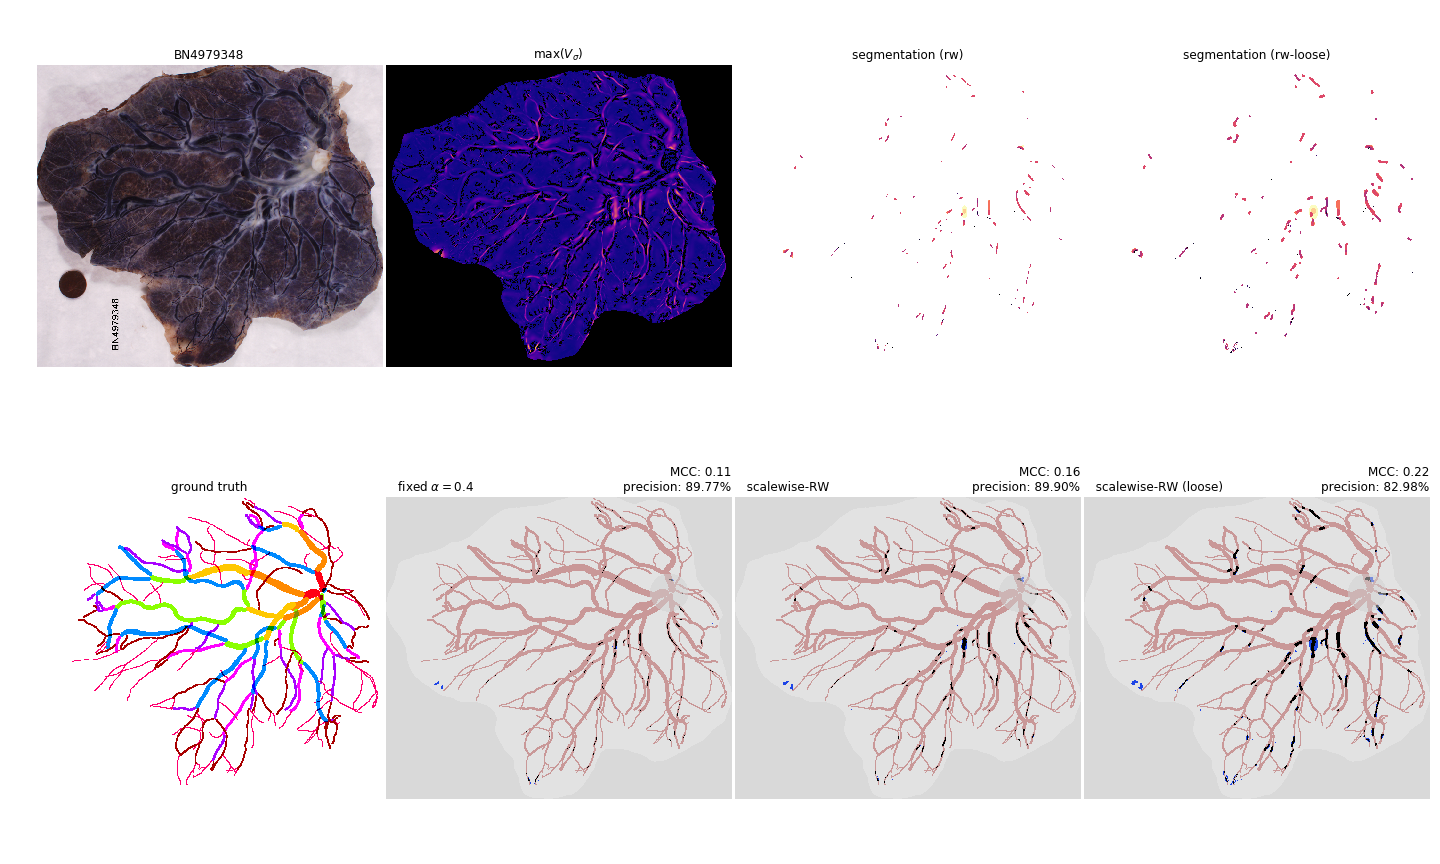 BN4979348
max(V_σ)
segmentation (rw)
segmentation (rw-loose)
BN4979348
ground truth
fixed α = 0.4
MCC: 0.11
precision: 89.77%
scalewise-RW
MCC: 0.16
precision: 89.90%
scalewise-RW (loose)
MCC: 0.22
precision: 82.98%